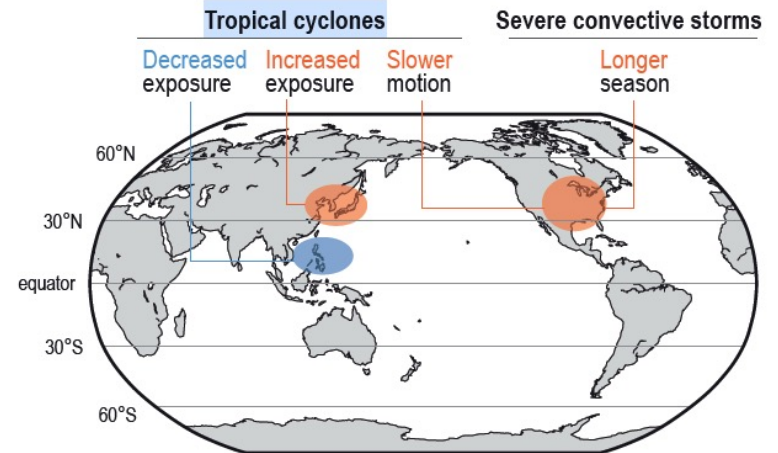 Tropical cyclones
Severe convective storms
Decreased exposure
Increased exposure
Slower motion
Longer season
60°N
30°N
equator
30°S
60°S